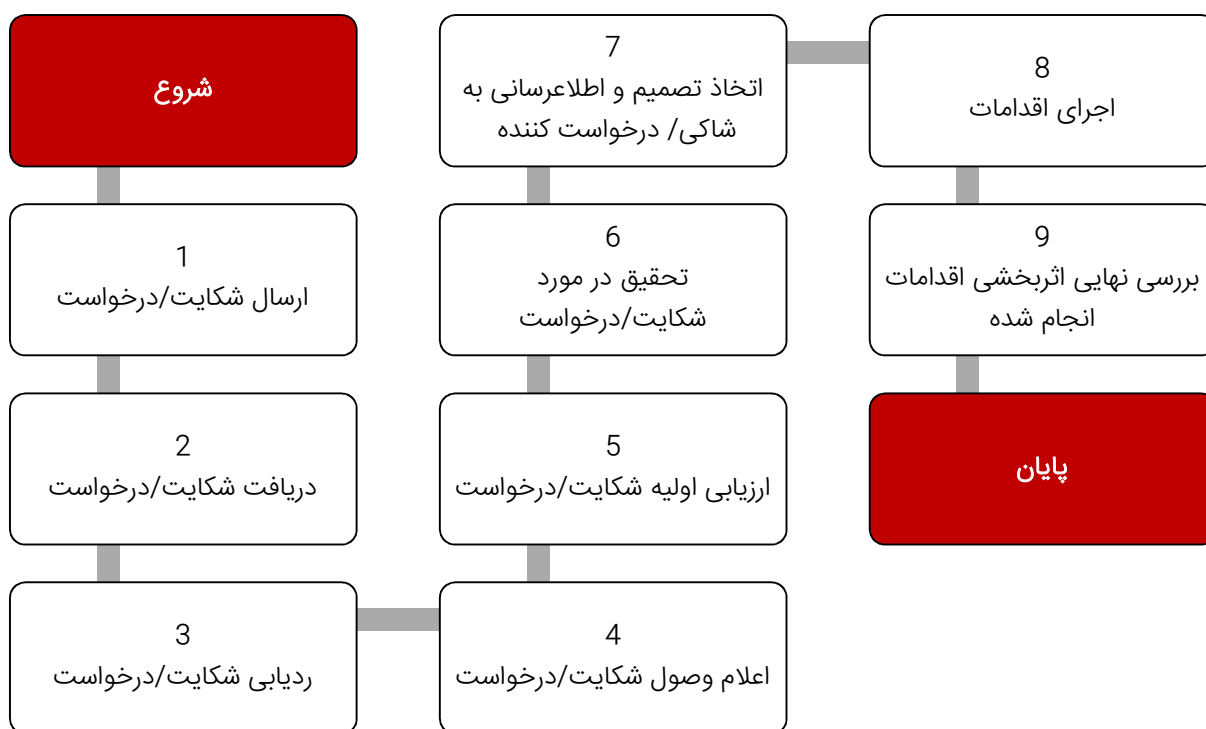 شروع
1
ارسال شکایت/درخواست
2
دریافت شکایت/درخواست
3
ردیابی شکایت/درخواست
4
اعلام وصول شکایت/درخواست
5
ارزیابی اولیه شکایت/درخواست
6
تحقیق در مورد
شکایت/درخواست
7
اتخاذ تصمیم و اطلاعرسانی به
شاکی/ درخواست کننده
8
اجرای اقدامات
9
بررسی نهایی اثربخشی اقدامات
انجام شده
پایان